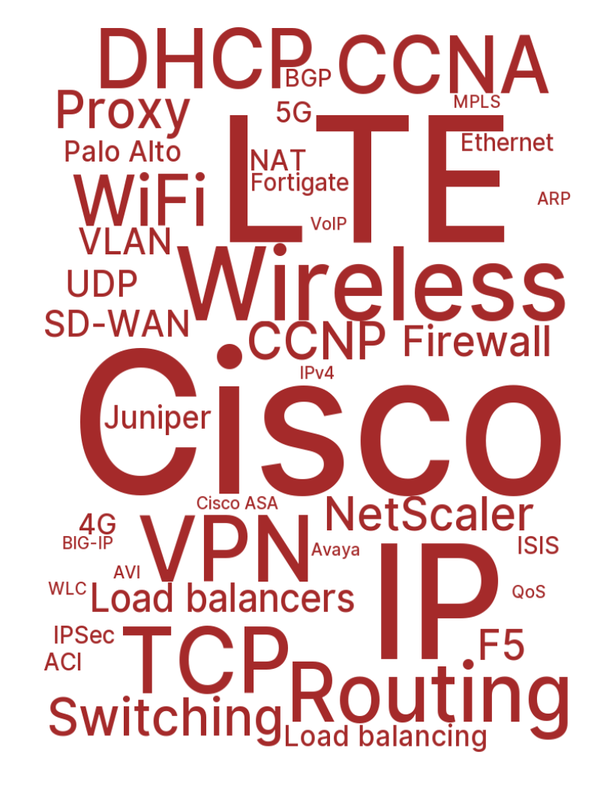 DHCP
CCNA
BGP
Proxy
5G
MPLS
LTE
Ethernet
Palo Alto
NAT
WiFi
Fortigate
ARP
VoIP
VLAN
Wireless
UDP
SD-WAN
CCNP
Firewall
IPv4
Cisco
Juniper
Cisco ASA
NetScaler
4G
VPN
BIG-IP
Avaya
ISIS
IP
AVI
WLC
Load balancers
QoS
IPSec
TCP
F5
ACI
Routing
Switching
Load balancing